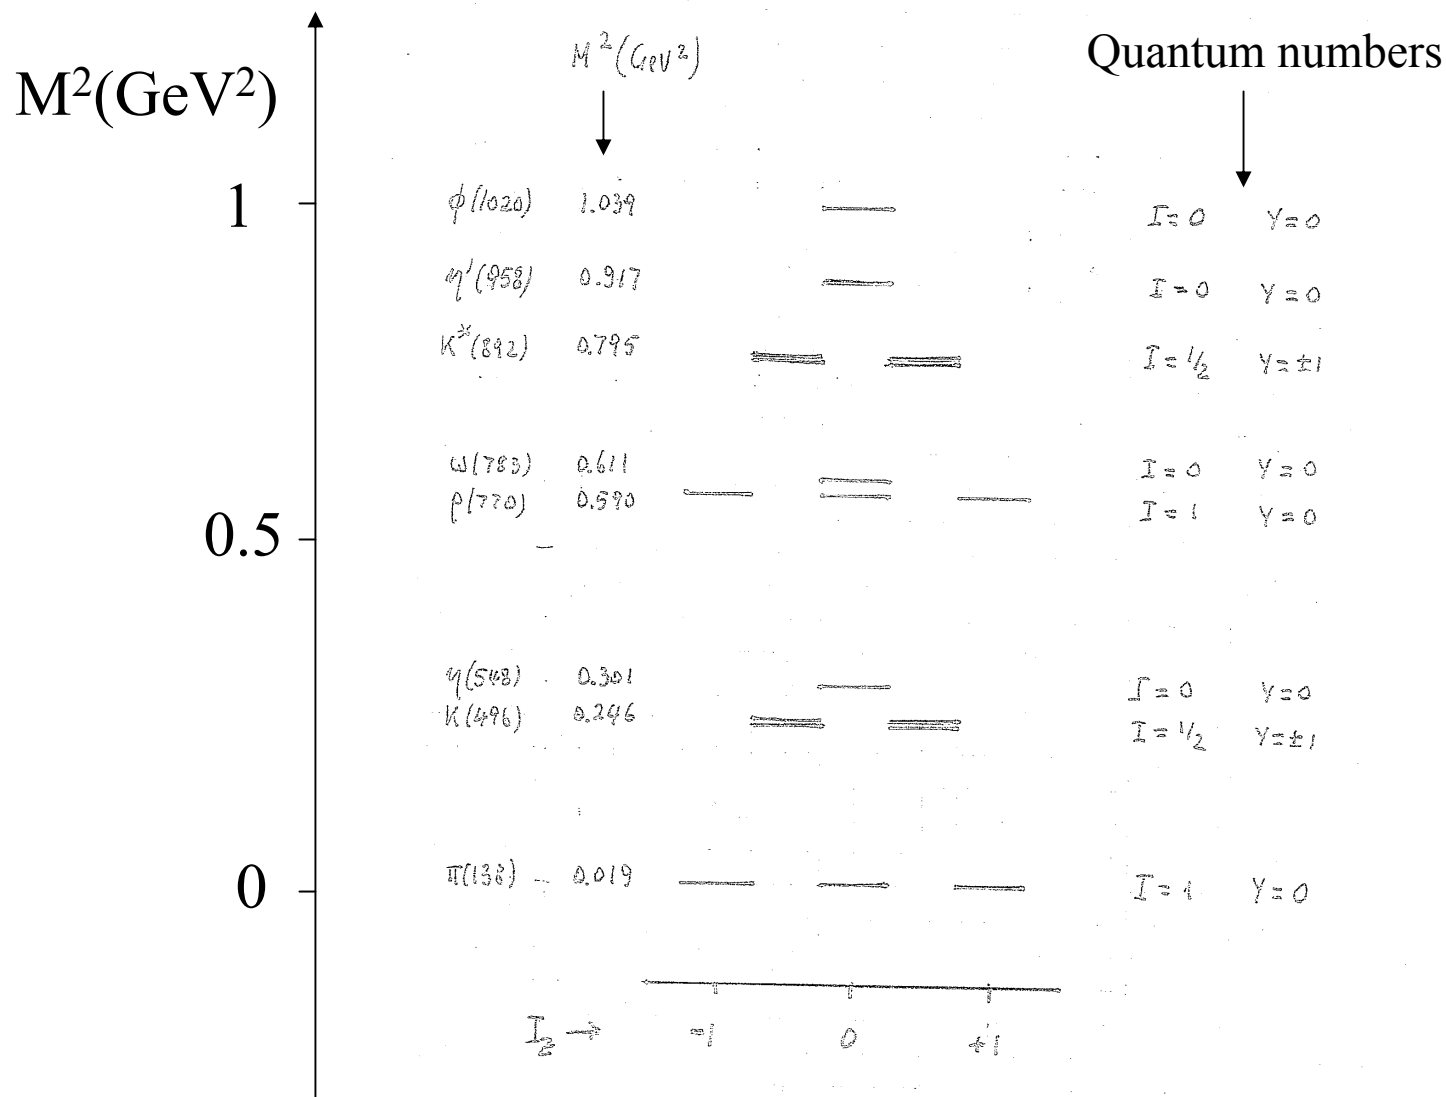 M²(GeV²)
M²(GeV²)
Quantum numbers
1
ϕ(1020) 1.039 I=0 Y=0
η'(958) 0.917 I=0 Y=0
K*(892) 0.795 I=1/2 Y=±1
ω(783) 0.611 I=0 Y=0
ρ(770) 0.590 I=1 Y=0
0.5
η(548) 0.301 I=0 Y=0
K(496) 0.246 I=1/2 Y=±1
0
π(138) 0.019 I=1 Y=0
I₃ → -1 0 +1